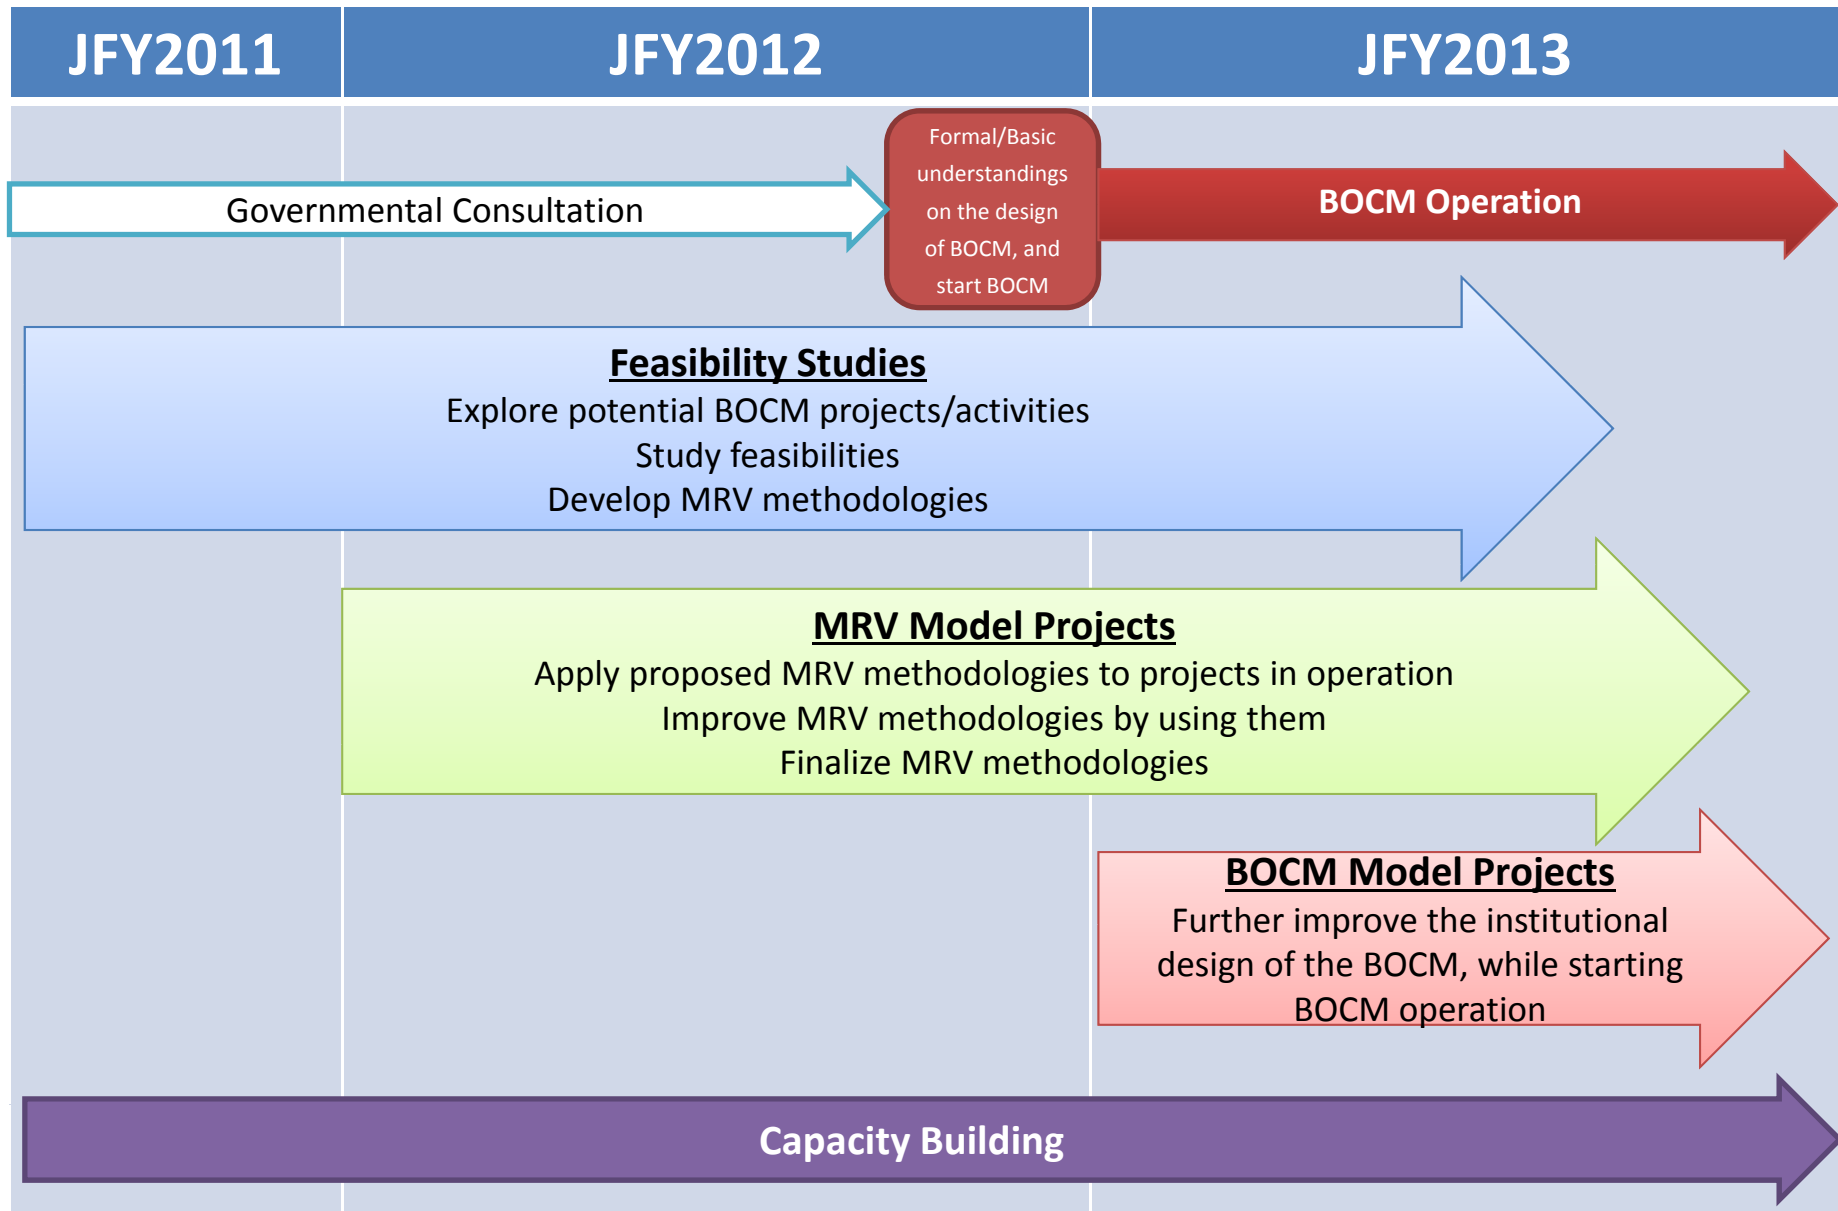 JFY2011
JFY2012
JFY2013
Governmental Consultation
Formal/Basic
understandings
on the design
of BOCM, and
start BOCM
BOCM Operation
Feasibility Studies
Explore potential BOCM projects/activities
Study feasibilities
Develop MRV methodologies
MRV Model Projects
Apply proposed MRV methodologies to projects in operation
Improve MRV methodologies by using them
Finalize MRV methodologies
BOCM Model Projects
Further improve the institutional
design of the BOCM, while starting
BOCM operation
Capacity Building